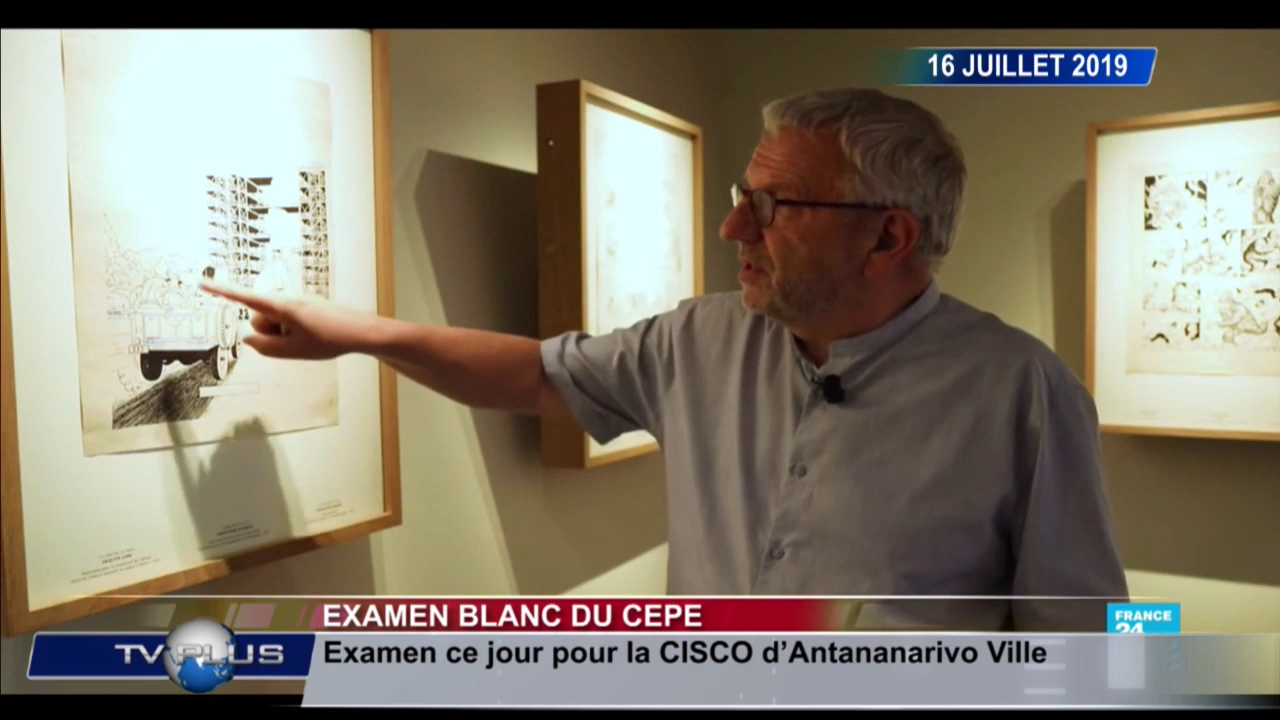 16 JUILLET 2019
EXAMEN BLANC DU CEPE
FRANCE
24
TV PLUS
Examen ce jour pour la CISCO d'Antananarivo Ville